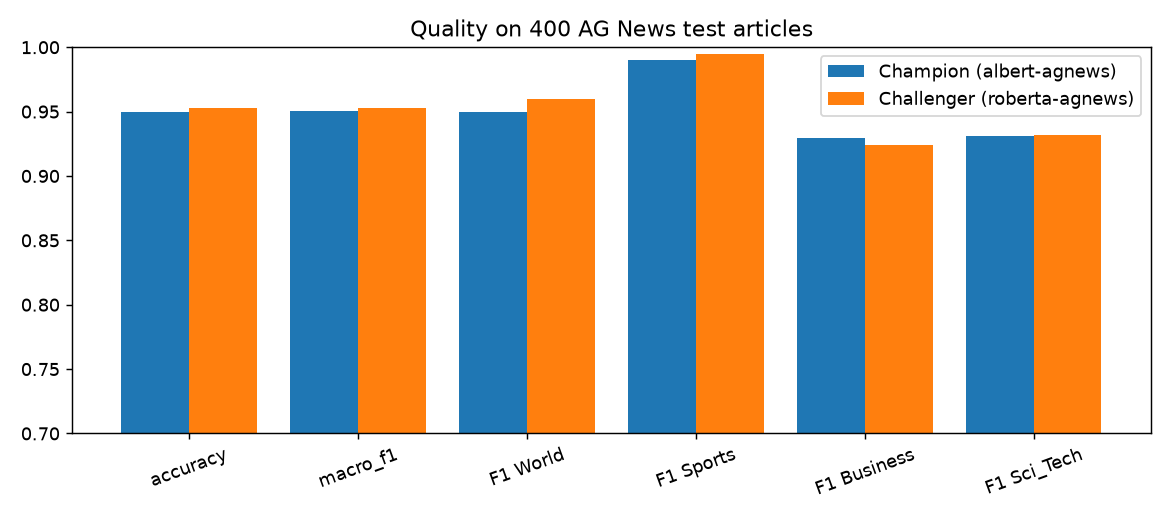 Quality on 400 AG News test articles
Champion (albert-agnews)
Challenger (roberta-agnews)
1.00
0.95
0.90
0.85
0.80
0.75
0.70
accuracy
macro_f1
F1 World
F1 Sports
F1 Business
F1 Sci_Tech